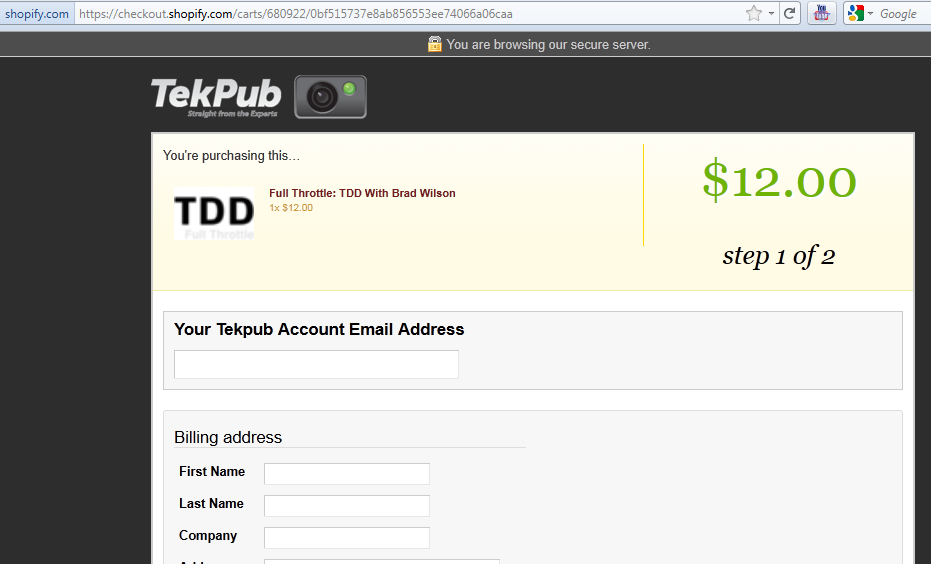 shopify.com https://checkout.shopify.com/carts/680922/0bf515737e8ab856553ee74066a06caa Google
You are browsing our secure server.
TekPub
Straight from the Experts
You're purchasing this...
$12.00
TDD
Full Throttle
Full Throttle: TDD With Brad Wilson
1x $12.00
step 1 of 2
Your Tekpub Account Email Address
Billing address
First Name
Last Name
Company